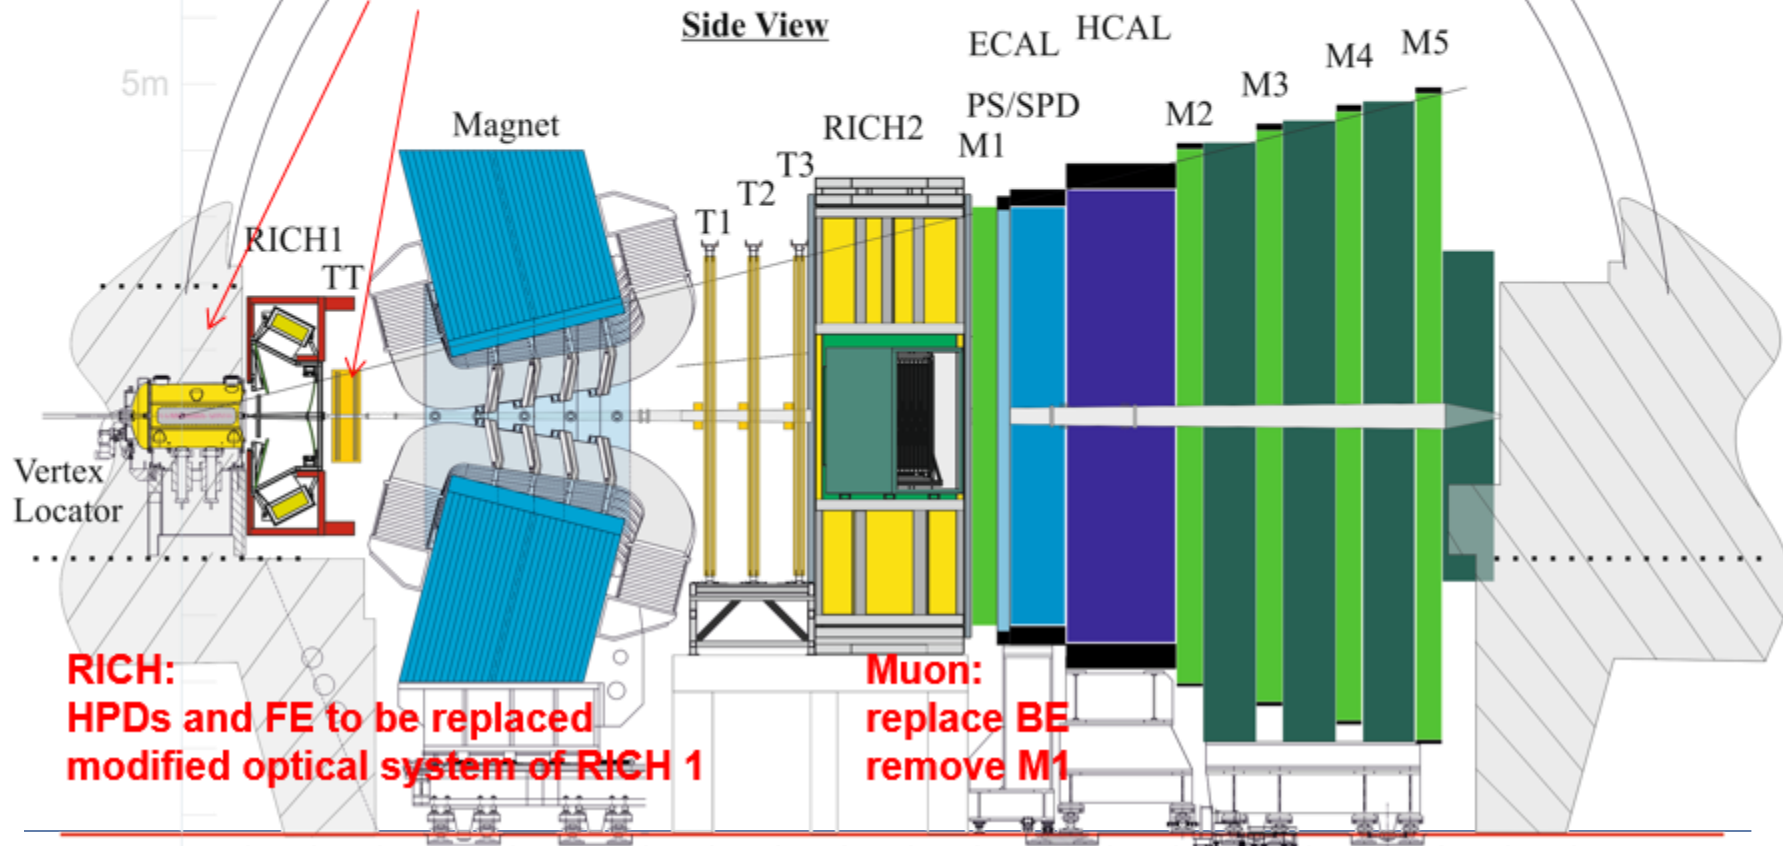 Side View
ECAL
HCAL
M5
M4
5m
M3
PS/SPD
M2
Magnet
RICH2
M1
T3
T2
T1
RICH1
TT
Vertex
Locator
RICH:
HPDs and FE to be replaced
modified optical system of RICH 1
Muon:
replace BE
remove M1